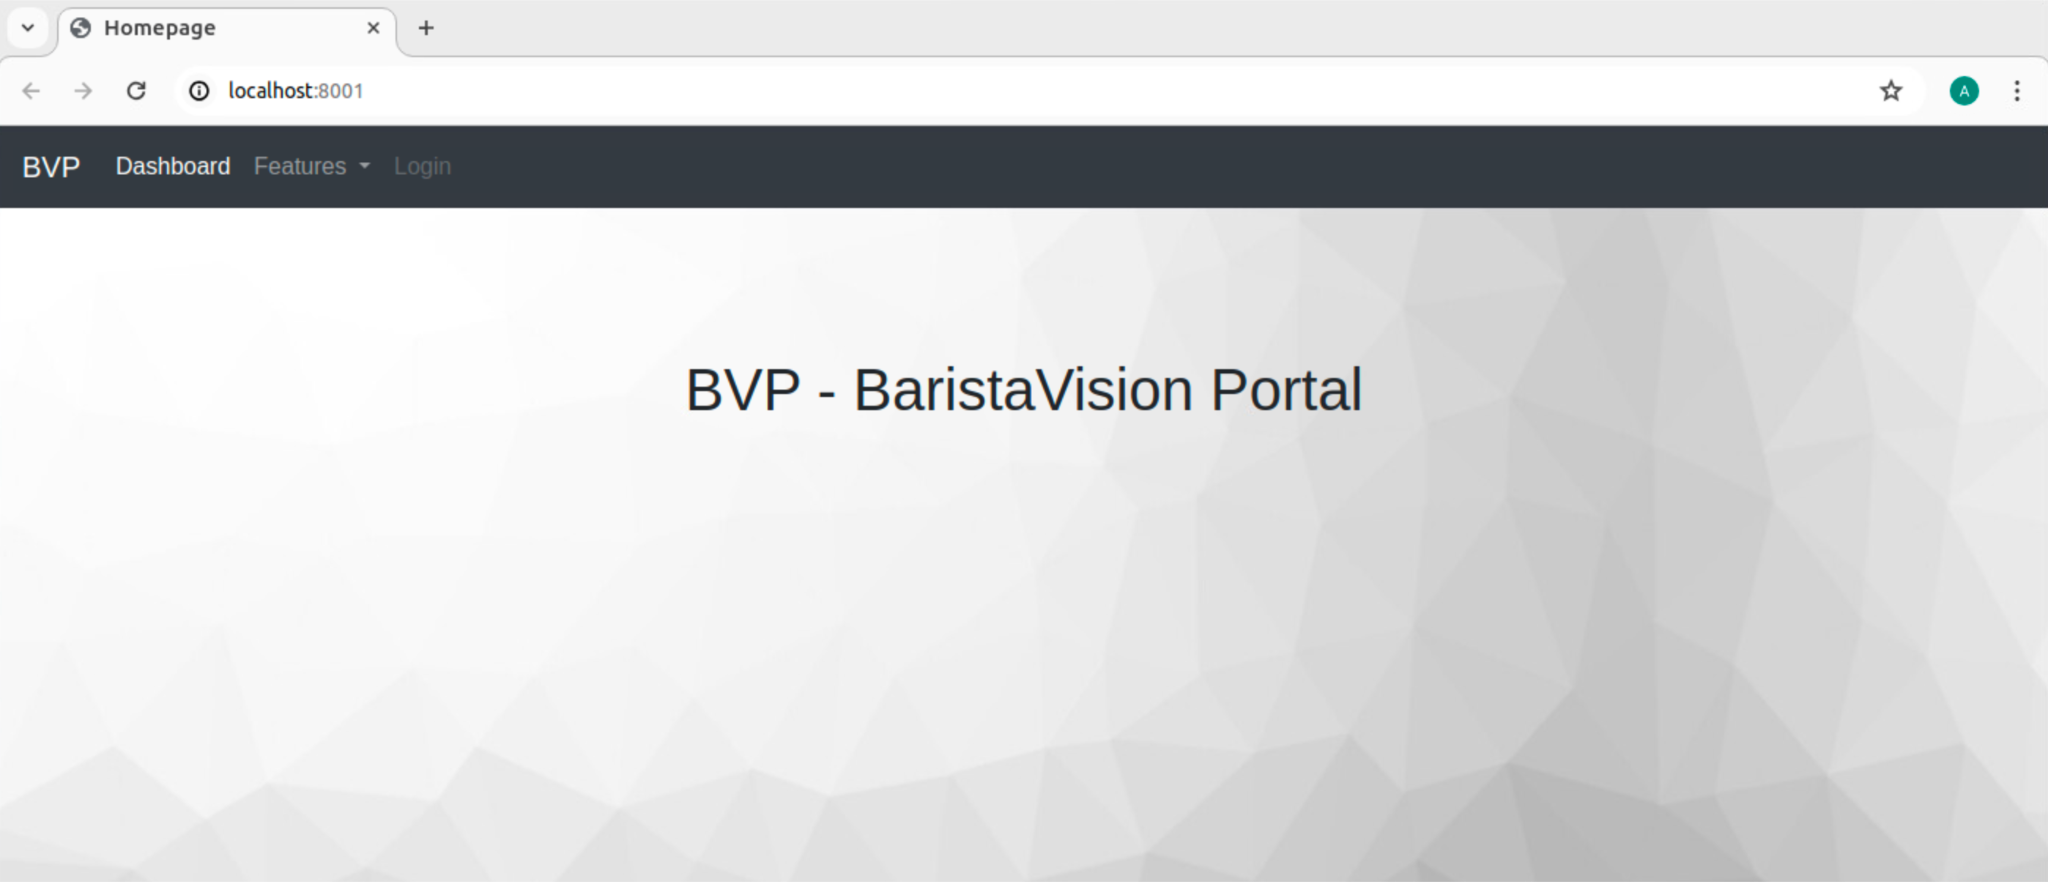 Homepage
localhost:8001
A
BVP Dashboard Features Login
BVP - BaristaVision Portal